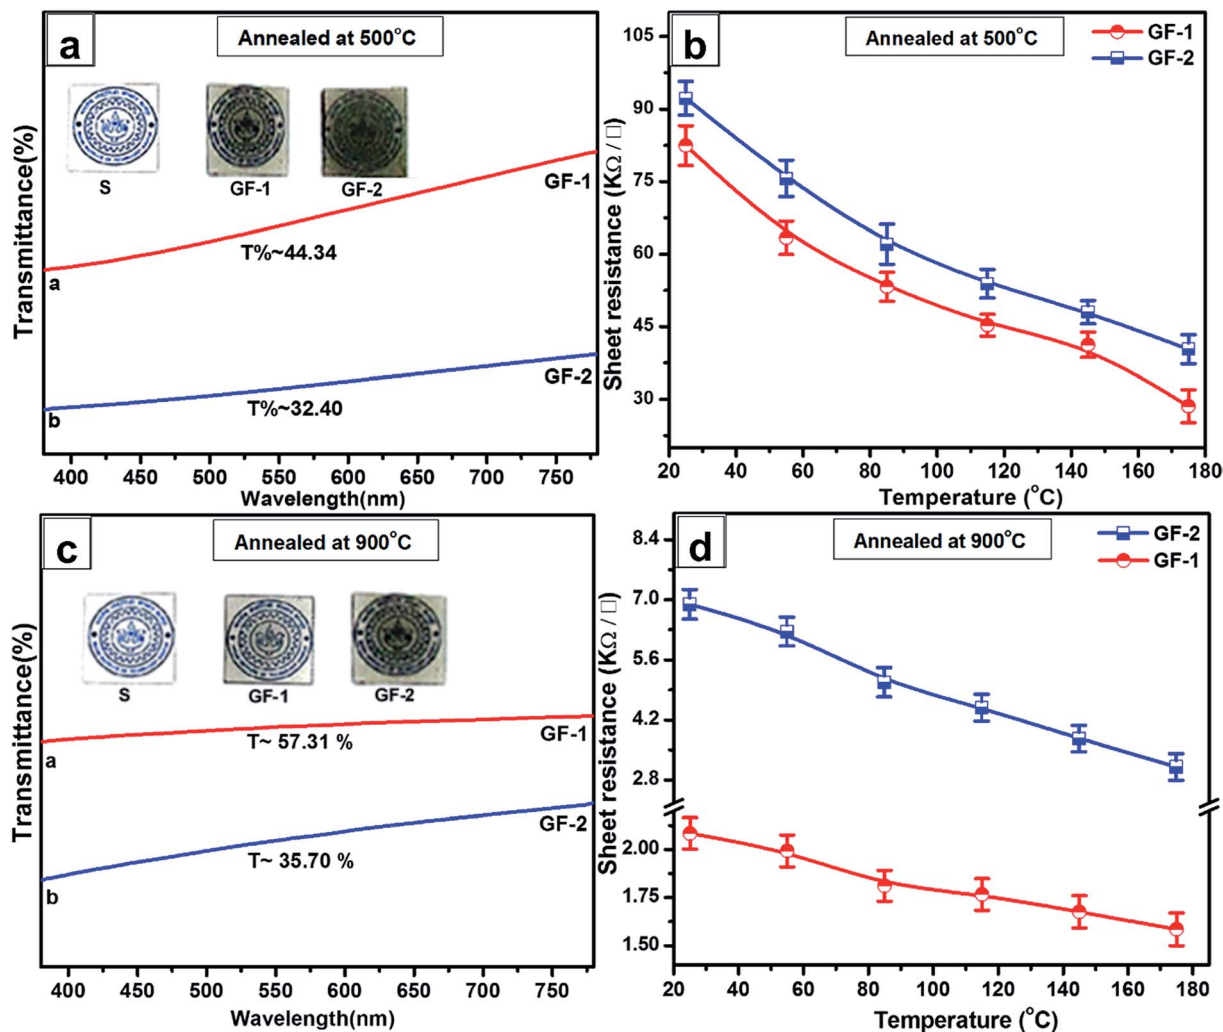 a
Annealed at 500°C
S
GF-1
GF-2
GF-1
T%~44.34
a
GF-2
T%~32.40
b
Transmittance(%)
400 450 500 550 600 650 700 750
Wavelength(nm)
b
Annealed at 500°C
GF-1
GF-2
105
90
75
60
45
30
Sheet resistance (KΩ / □)
20 40 60 80 100 120 140 160 180
Temperature (°C)
c
Annealed at 900°C
S
GF-1
GF-2
GF-1
T~ 57.31 %
a
GF-2
T~ 35.70 %
b
Transmittance(%)
400 450 500 550 600 650 700 750
Wavelength(nm)
d
Annealed at 900°C
GF-2
GF-1
8.4
7.0
5.6
4.2
2.8
2.00
1.75
1.50
Sheet resistance (KΩ / □)
20 40 60 80 100 120 140 160 180
Temperature (°C)